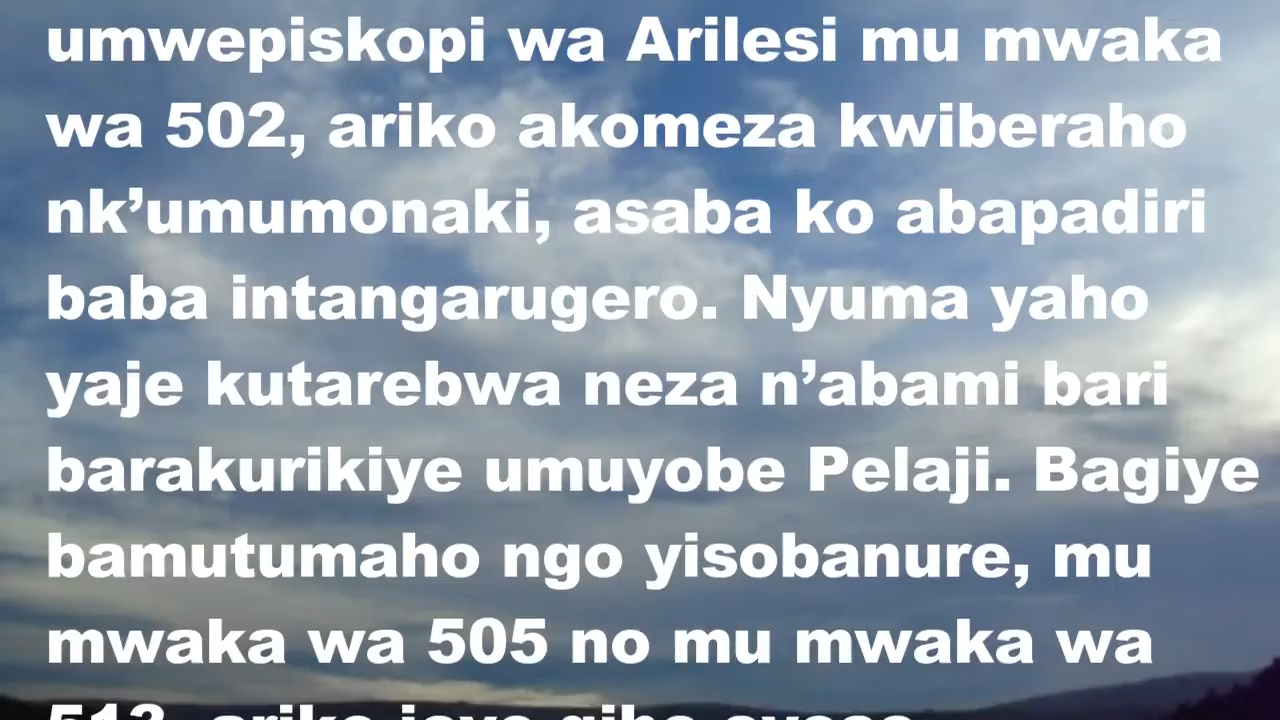 umwepiskopi wa Arilesi mu mwaka
wa 502, ariko akomeza kwiberaho
nk’umumonaki, asaba ko abapadiri
baba intangarugero. Nyuma yaho
yaje kutarebwa neza n’abami bari
barakurikiye umuyobe Pelaji. Bagiye
bamutumaho ngo yisobanure, mu
mwaka wa 505 no mu mwaka wa
513, ariko